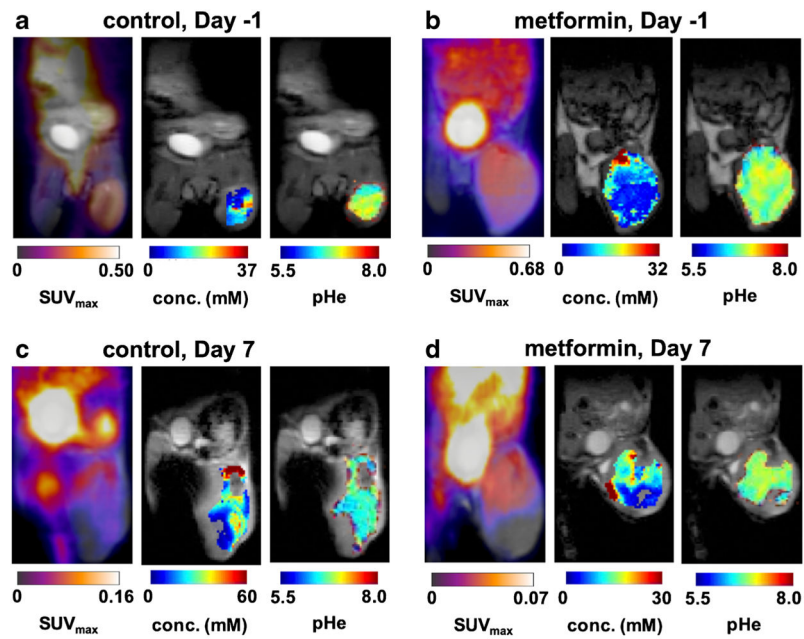 a control, Day -1
0 0.50
SUVmax
0 37
conc. (mM)
5.5 8.0
pHe
b metformin, Day -1
0 0.68
SUVmax
0 32
conc. (mM)
5.5 8.0
pHe
c control, Day 7
0 0.16
SUVmax
0 60
conc. (mM)
5.5 8.0
pHe
d metformin, Day 7
0 0.07
SUVmax
0 30
conc. (mM)
5.5 8.0
pHe